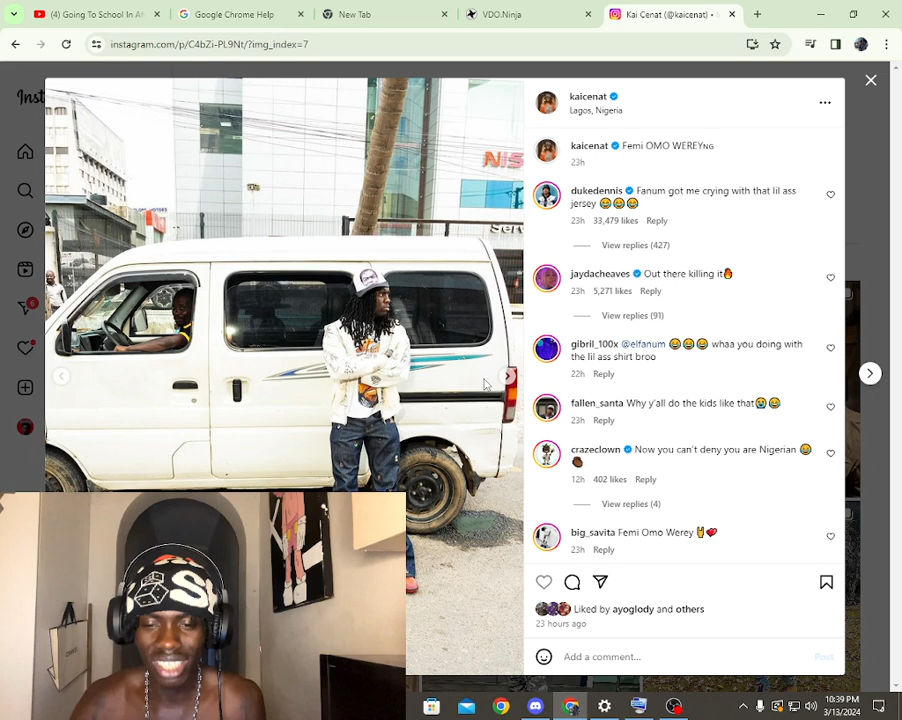 (4) Going To School In Af
Google Chrome Help
New Tab
VDO.Ninja
Kai Cenat (@kaicenat) •
instagram.com/p/C4bZi-PL9Nt/?img_index=7
Inst
NIS
Serv
kaicenat
Lagos, Nigeria
kaicenat Femi OMO WEREYNG
23h
dukedennis Fanum got me crying with that lil ass
jersey 😂😂😂
23h 33,479 likes Reply
View replies (427)
jaydacheaves Out there killing it🔥
23h 5,271 likes Reply
View replies (91)
gibril_100x @elfanum 😂😂😂 whaa you doing with
the lil ass shirt broo
22h Reply
fallen_santa Why y'all do the kids like that😭😂
23h Reply
crazeclown Now you can't deny you are Nigerian 😂
12h 402 likes Reply
View replies (4)
big_savita Femi Omo Werey🤘💖
23h Reply
6
Liked by ayoglody and others
23 hours ago
Add a comment...
Post
10:39 PM
3/13/2024